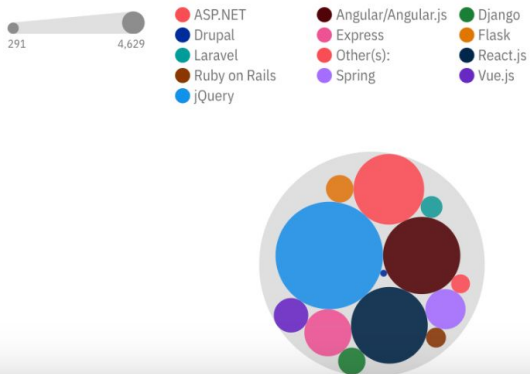 291
4,629
ASP.NET
Angular/Angular.js
Django
Drupal
Express
Flask
Laravel
Other(s):
React.js
Ruby on Rails
Spring
Vue.js
jQuery